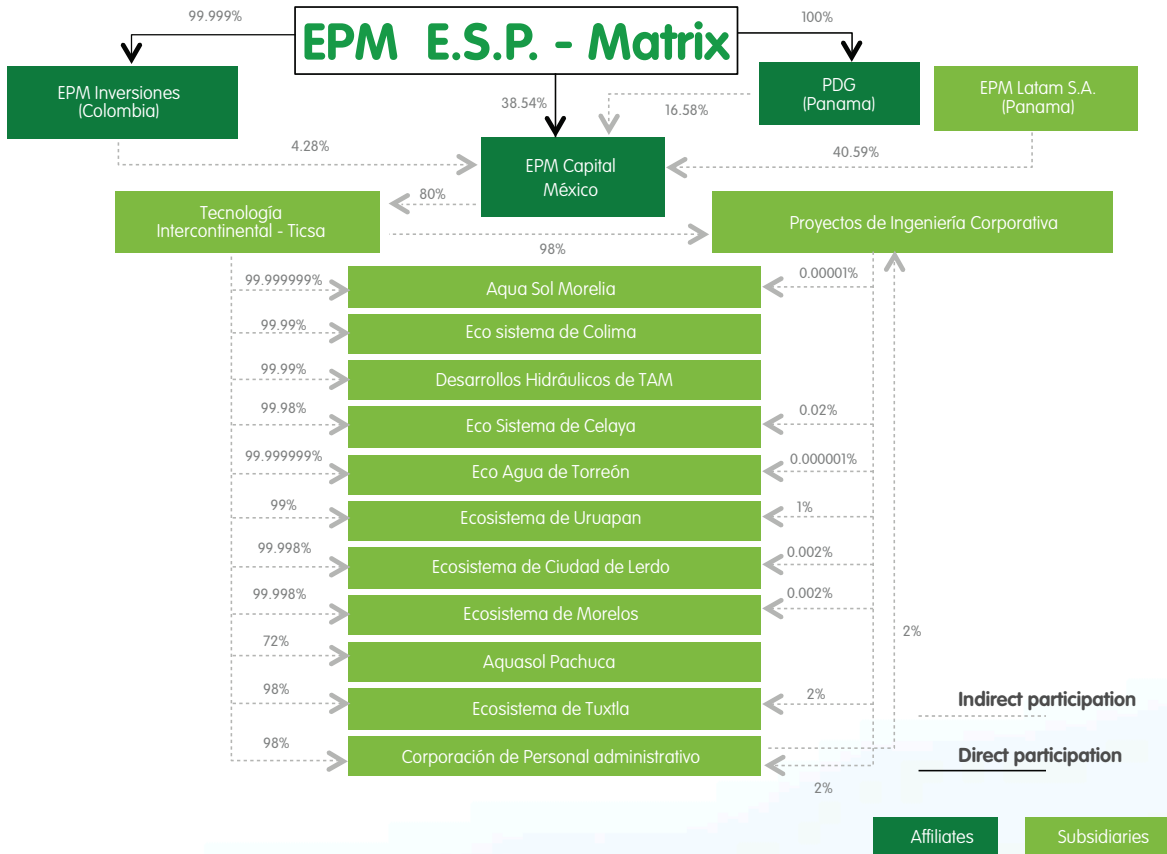 99.999%
EPM E.S.P. - Matrix
100%
EPM Inversiones
(Colombia)
38.54%
16.58%
PDG
(Panama)
EPM Latam S.A.
(Panama)
4.28%
EPM Capital
México
40.59%
80%
Tecnología
Intercontinental - Ticsa
98%
Proyectos de Ingeniería Corporativa
99.999999%
Aqua Sol Morelia
0.00001%
99.99%
Eco sistema de Colima
99.99%
Desarrollos Hidráulicos de TAM
99.98%
Eco Sistema de Celaya
0.02%
99.999999%
Eco Agua de Torreón
0.000001%
99%
Ecosistema de Uruapan
1%
99.998%
Ecosistema de Ciudad de Lerdo
0.002%
99.998%
Ecosistema de Morelos
0.002%
72%
Aquasol Pachuca
2%
98%
Ecosistema de Tuxtla
2%
98%
Corporación de Personal administrativo
2%
Indirect participation
Direct participation
Affiliates
Subsidiaries